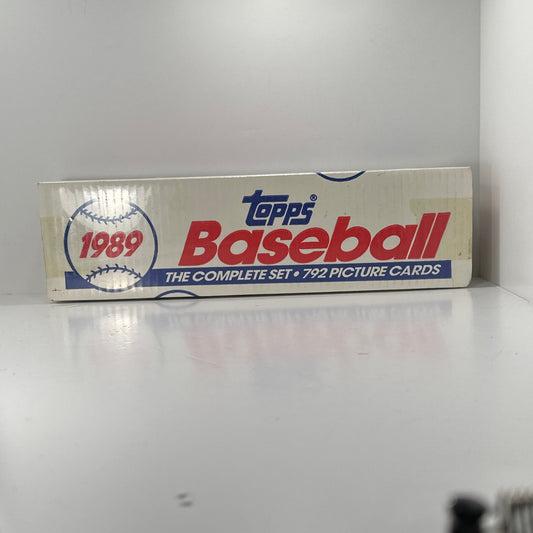 1989
Topps®
Baseball
THE COMPLETE SET • 792 PICTURE CARDS